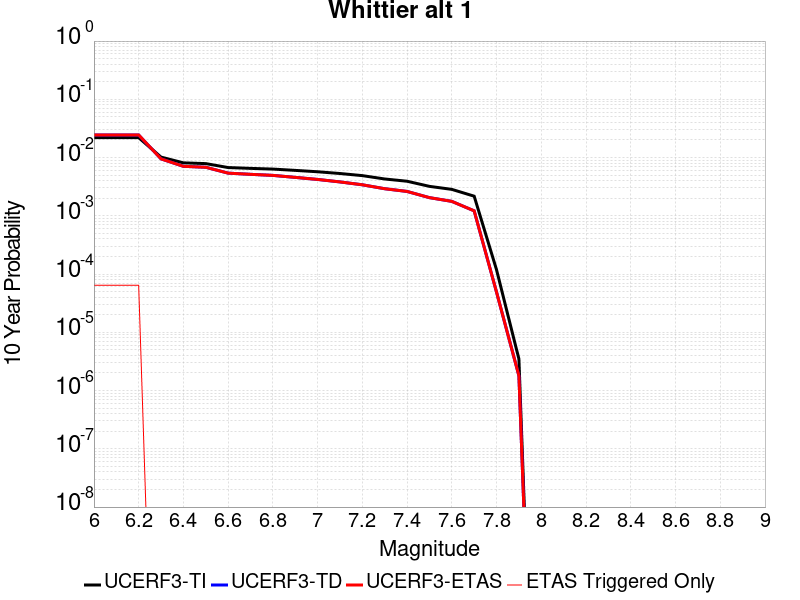 Whittier alt 1
10^0
10^-1
10^-2
10^-3
10^-4
10^-5
10^-6
10^-7
10^-8
10 Year Probability
6 6.2 6.4 6.6 6.8 7 7.2 7.4 7.6 7.8 8 8.2 8.4 8.6 8.8 9
Magnitude
UCERF3-TI UCERF3-TD UCERF3-ETAS ETAS Triggered Only